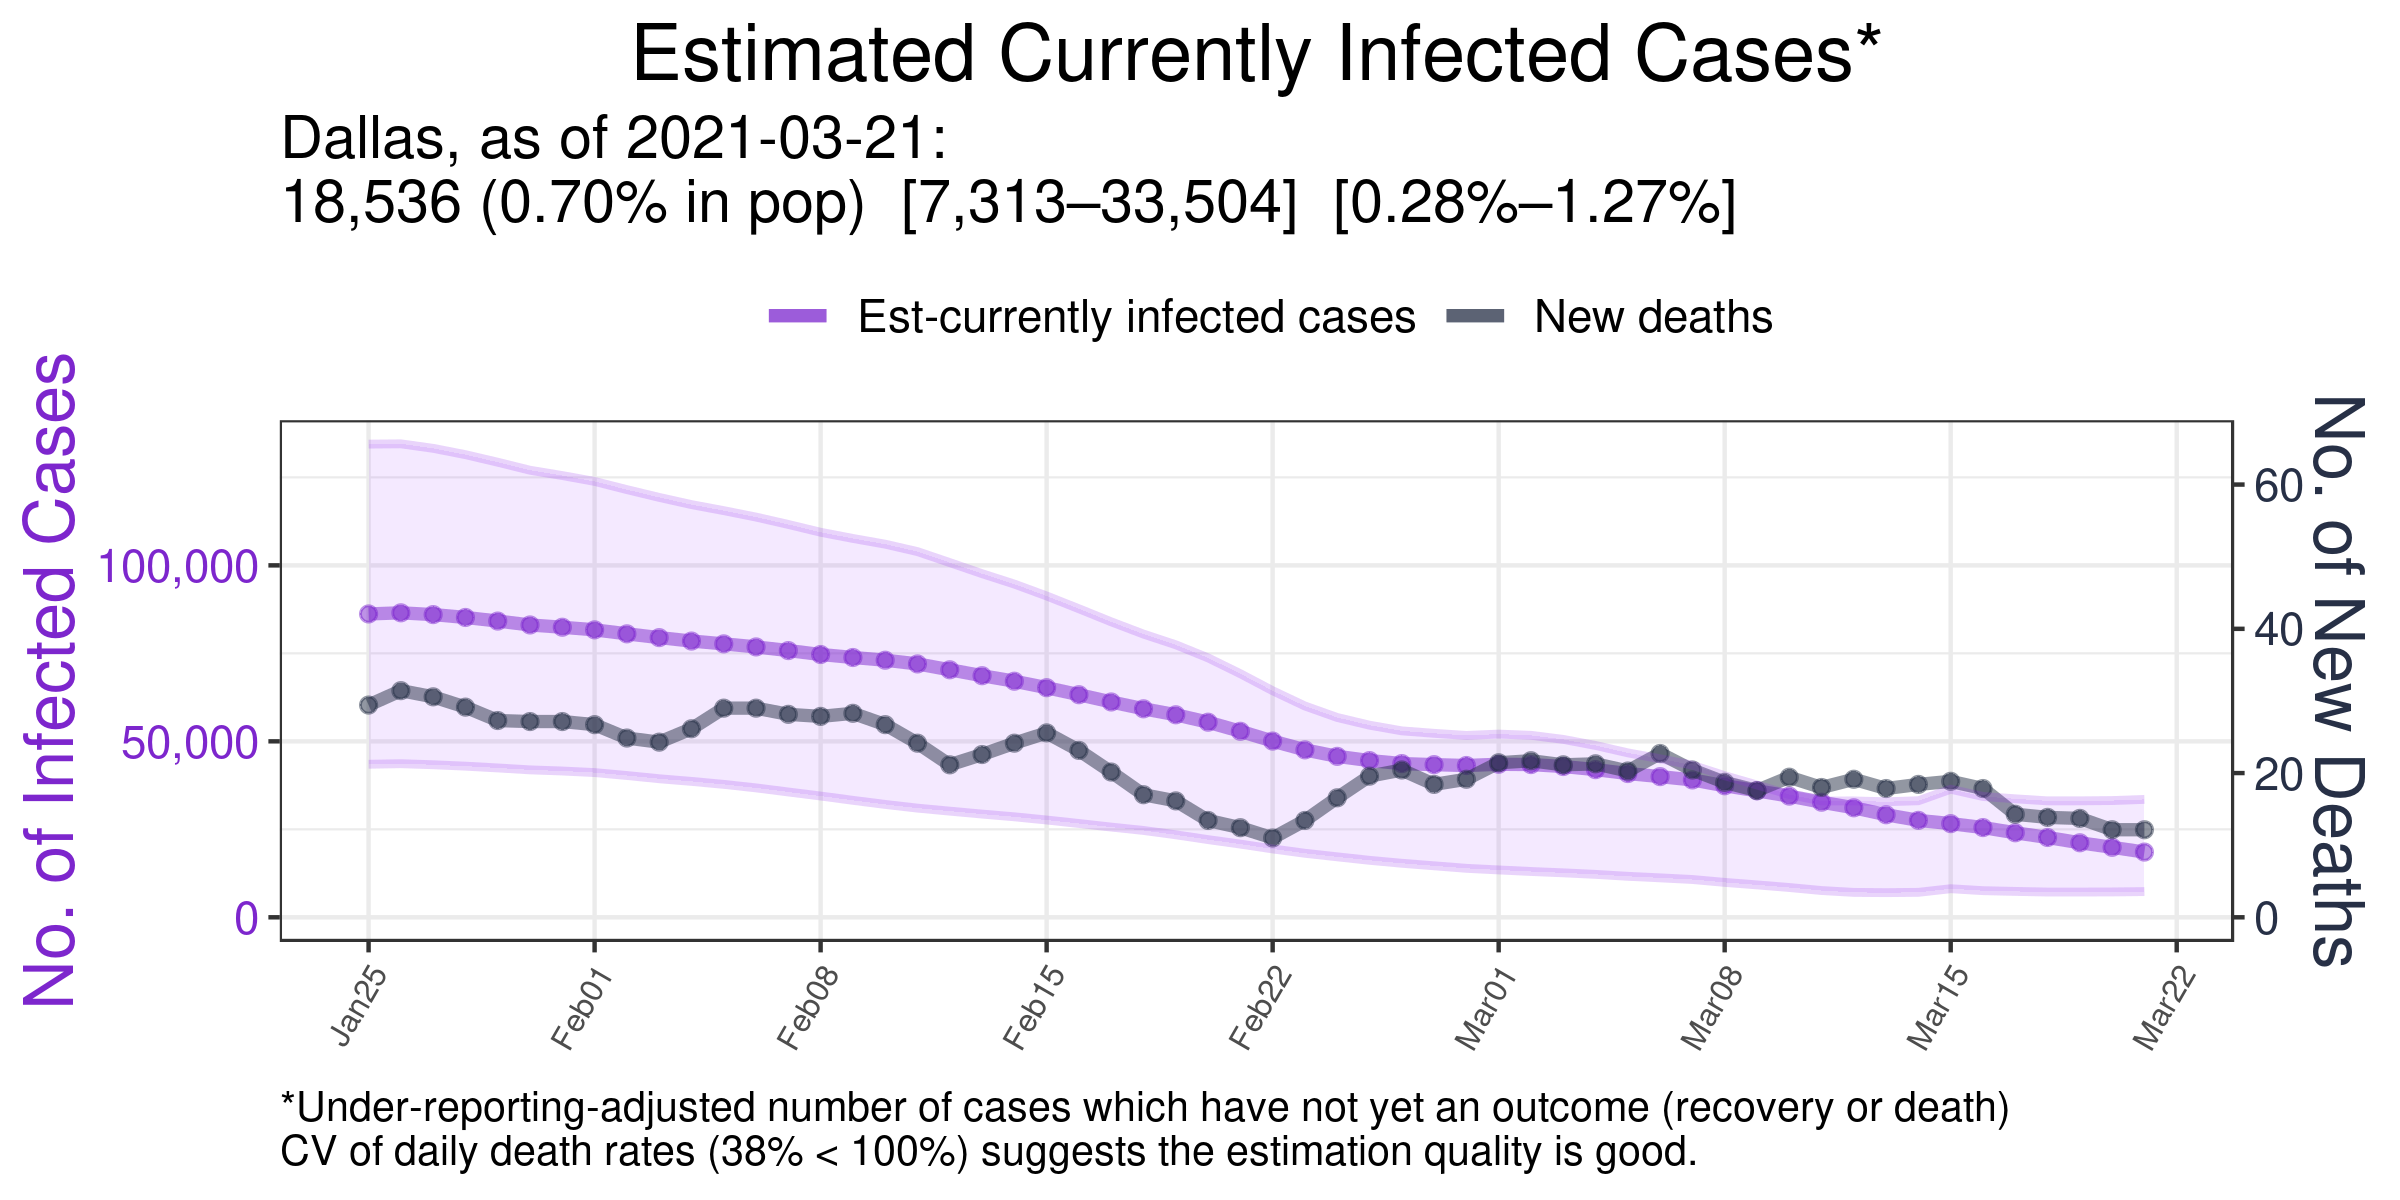 Estimated Currently Infected Cases*
Dallas, as of 2021-03-21:
18,536 (0.70% in pop)  [7,313–33,504]  [0.28%–1.27%]
Est-currently infected cases
New deaths
No. of Infected Cases
100,000
50,000
0
60
40
20
0
No. of New Deaths
Jan25
Feb01
Feb08
Feb15
Feb22
Mar01
Mar08
Mar15
Mar22
*Under-reporting-adjusted number of cases which have not yet an outcome (recovery or death)
CV of daily death rates (38% < 100%) suggests the estimation quality is good.